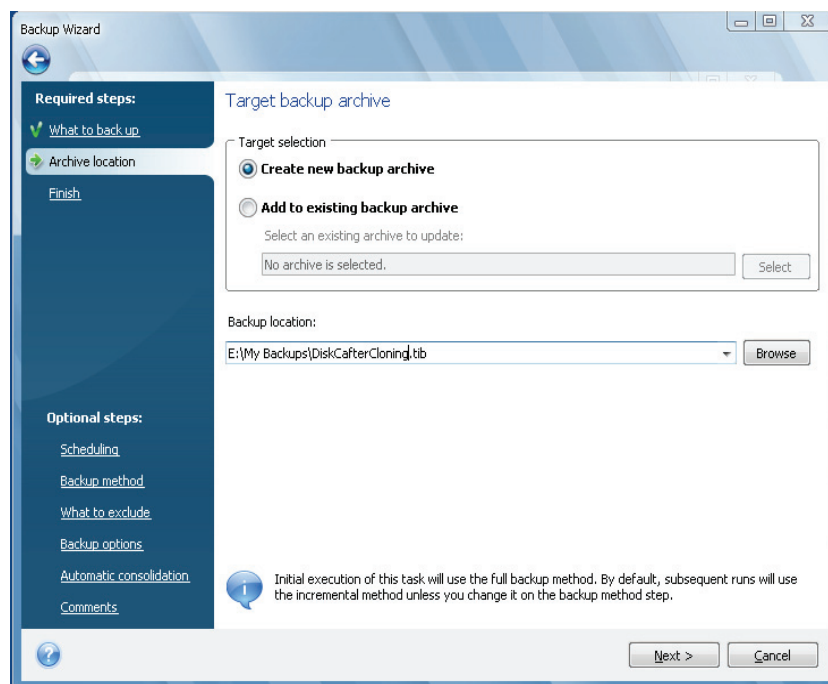 Backup Wizard
Required steps:
What to back up
Archive location
Finish
Optional steps:
Scheduling
Backup method
What to exclude
Backup options
Automatic consolidation
Comments
Target backup archive
Target selection
Create new backup archive
Add to existing backup archive
Select an existing archive to update:
No archive is selected.
Select
Backup location:
E:\My Backups\DiskCafterCloning.tib
Browse
Initial execution of this task will use the full backup method. By default, subsequent runs will use
the incremental method unless you change it on the backup method step.
Next >
Cancel